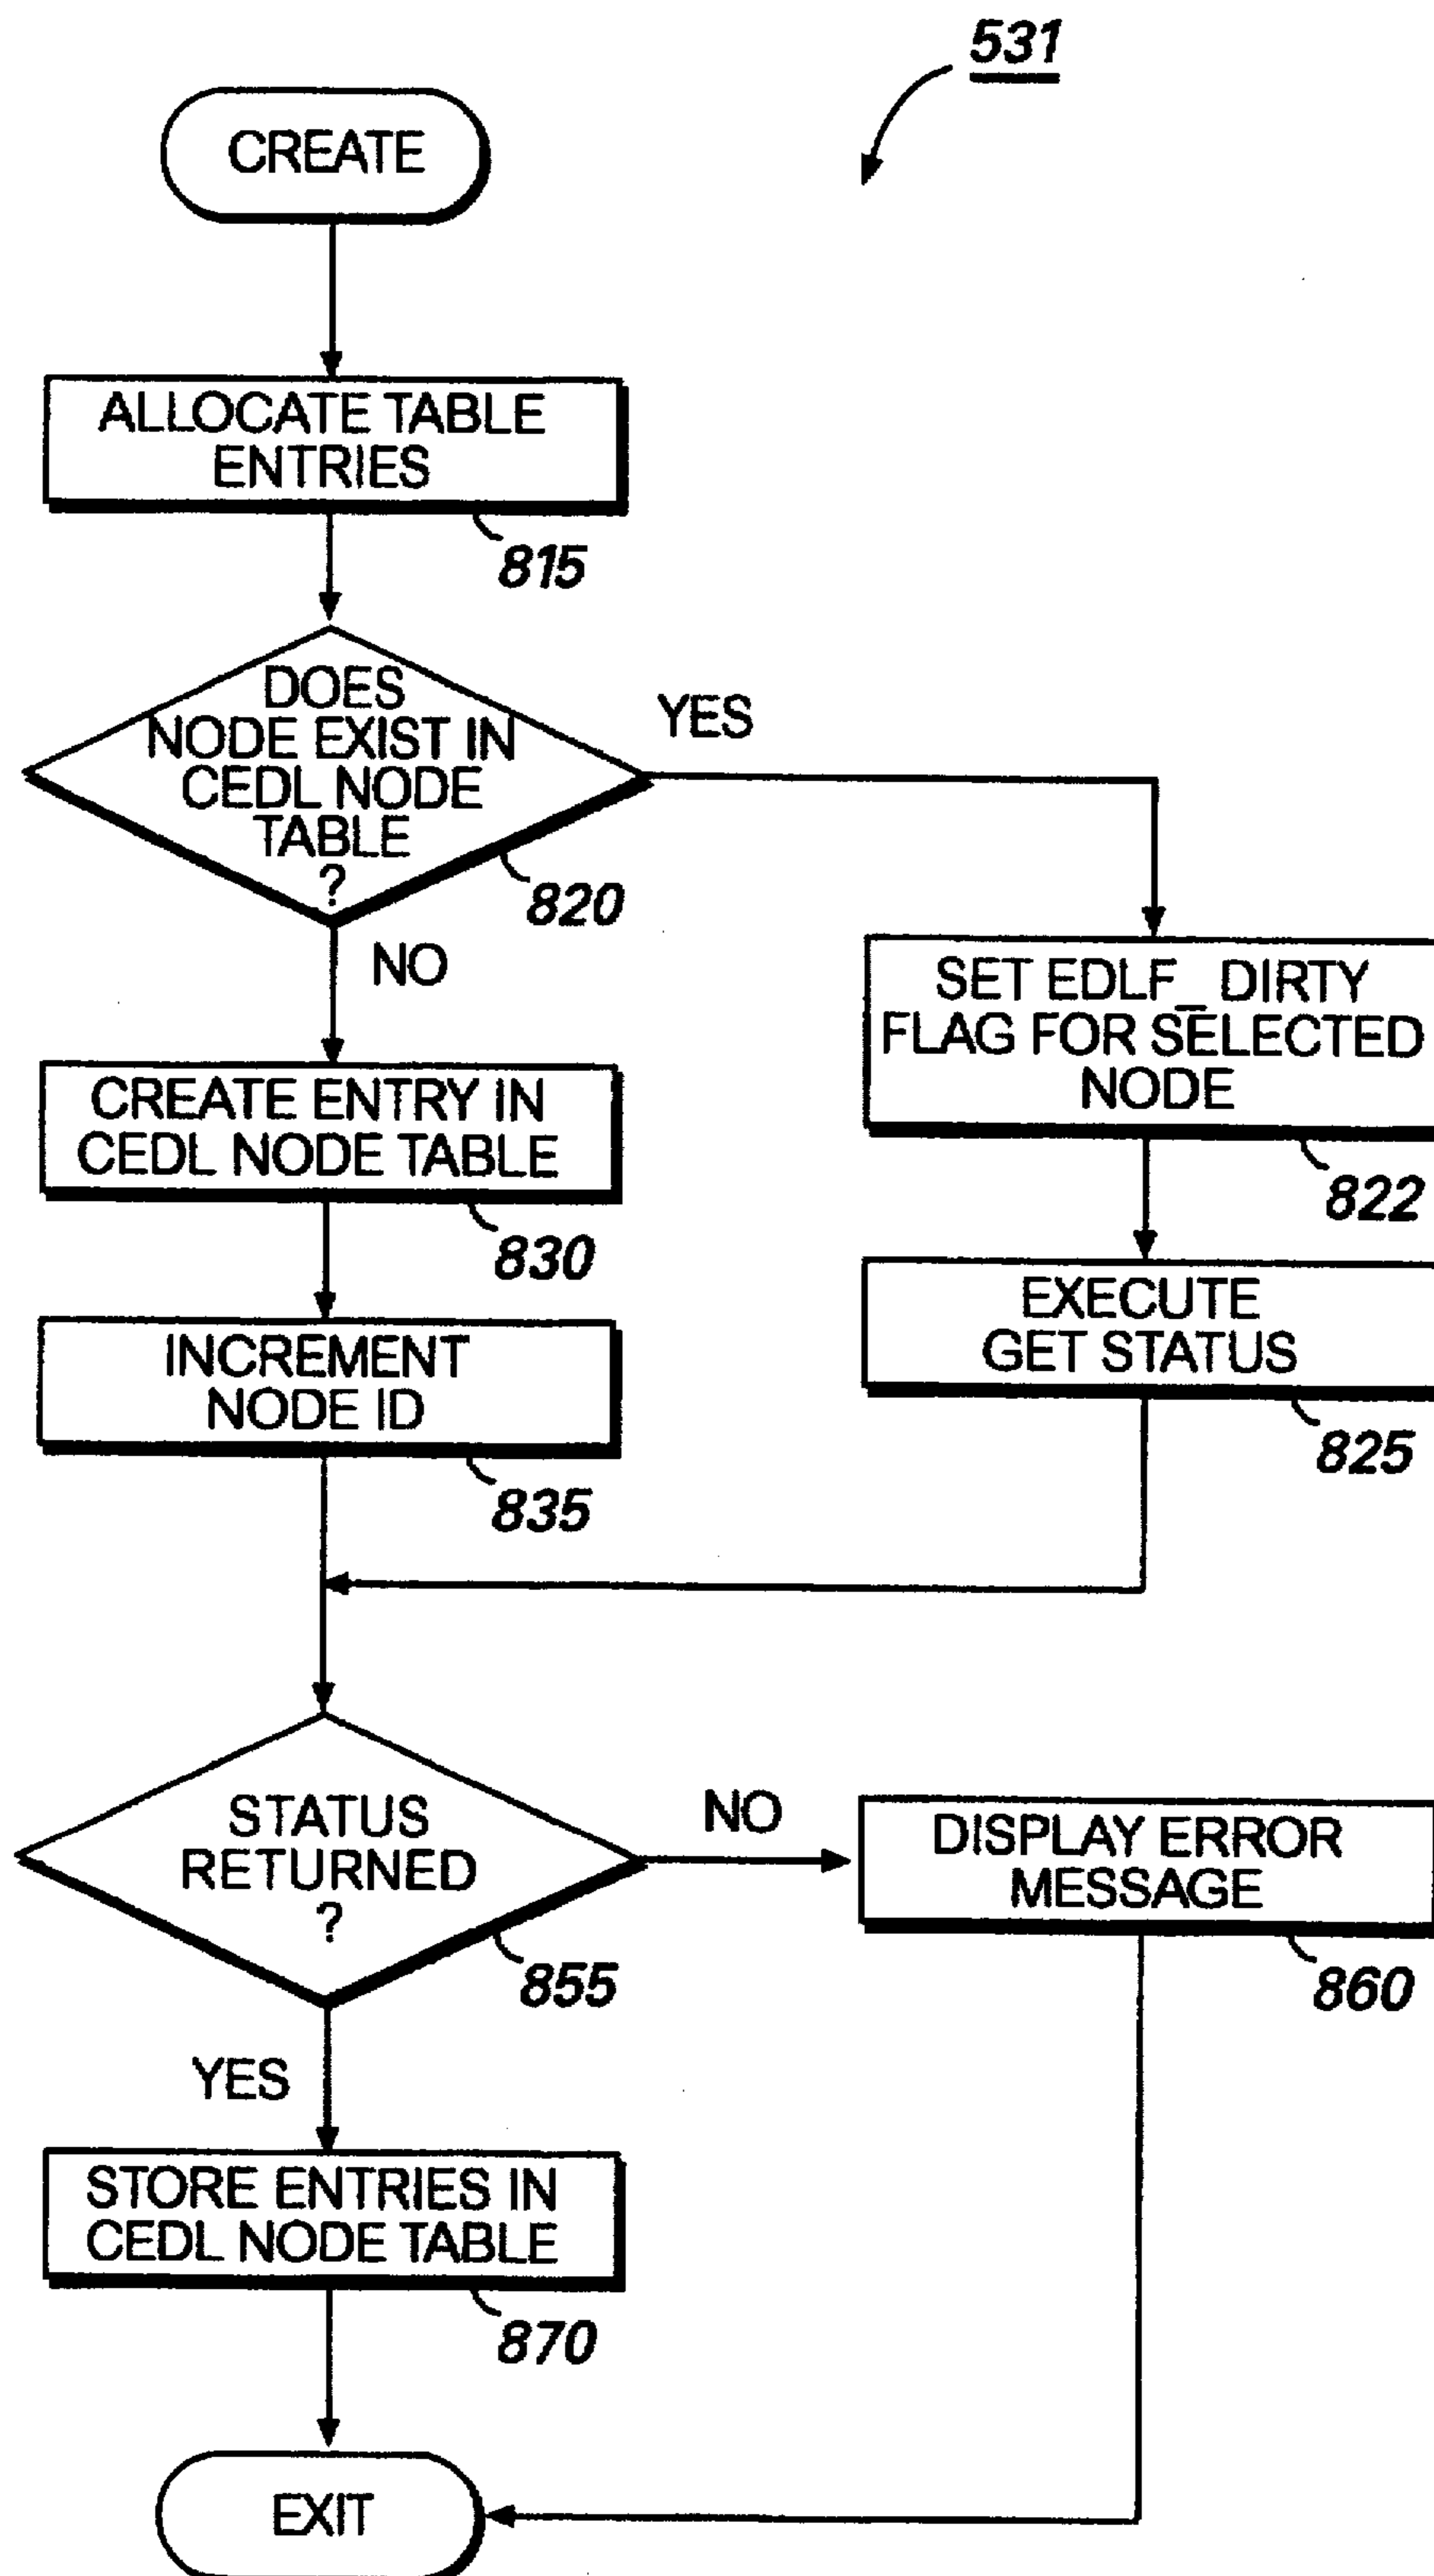 531
CREATE
ALLOCATE TABLE
ENTRIES
815
DOES
NODE EXIST IN
CEDL NODE
TABLE
?
820
YES
NO
SET EDLF_DIRTY
FLAG FOR SELECTED
NODE
822
CREATE ENTRY IN
CEDL NODE TABLE
830
EXECUTE
GET STATUS
825
INCREMENT
NODE ID
835
STATUS
RETURNED
?
855
NO
DISPLAY ERROR
MESSAGE
860
YES
STORE ENTRIES IN
CEDL NODE TABLE
870
EXIT